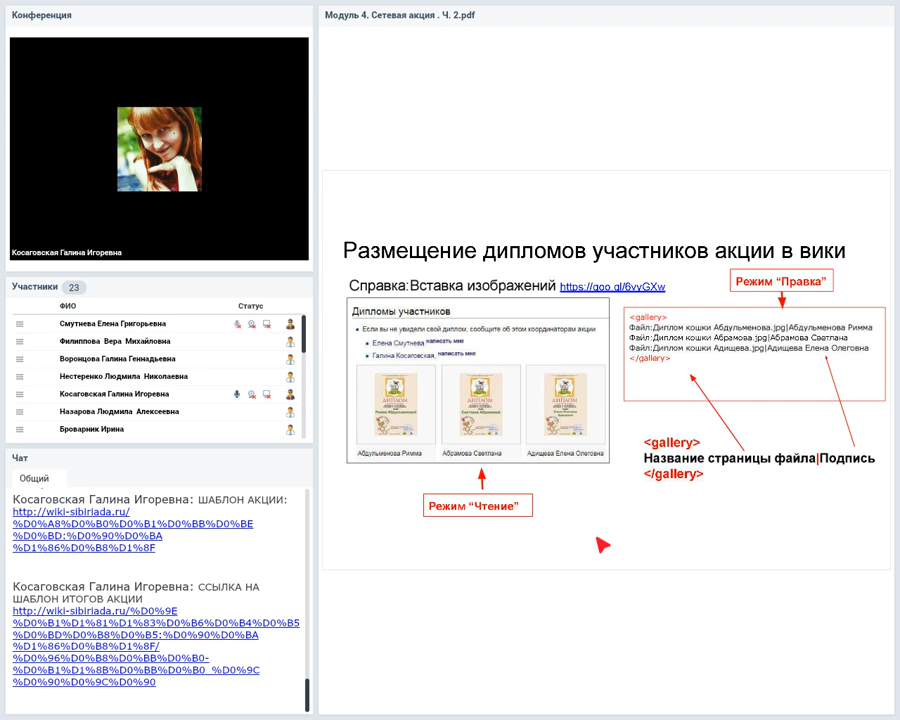 Конференция
Косаговская Галина Игоревна
Участники 23
ФИО Статус
Смутнева Елена Григорьевна
Филиппова Вера Михайловна
Воронцова Галина Геннадьевна
Нестеренко Людмила Николаевна
Косаговская Галина Игоревна
Назарова Людмила Алексеевна
Броварник Ирина
Чат
Общий
Косаговская Галина Игоревна: ШАБЛОН АКЦИИ:
http://wiki-sibiriada.ru/
%D0%A8%D0%B0%D0%B1%D0%BB%D0%BE
%D0%BD:%D0%90%D0%BA
%D1%86%D0%B8%D1%8F
Косаговская Галина Игоревна: ССЫЛКА НА
ШАБЛОН ИТОГОВ АКЦИИ
http://wiki-sibiriada.ru/%D0%9E
%D0%B1%D1%81%D1%83%D0%B6%D0%B4%D0%B5
%D0%BD%D0%B8%D0%B5:%D0%90%D0%BA
%D1%86%D0%B8%D1%8F/
%D0%96%D0%B8%D0%BB%D0%B0-
%D0%B1%D1%8B%D0%BB%D0%B0_%D0%9C
%D0%90%D0%9C%D0%90
Модуль 4. Сетевая акция . Ч. 2.pdf
Размещение дипломов участников акции в вики
Справка:Вставка изображений https://goo.gl/6vyGXw
Дипломы участников
Если вы не увидели свой диплом, сообщите об этом координаторам акции
Елена Смутнева написать мне
Галина Косаговская, написать мне
ДИПЛОМ ДИПЛОМ ДИПЛОМ
Абдульменова Римма Абрамова Светлана Адищева Елена Олеговна
Режим “Чтение”
Режим “Правка”
<gallery>
Файл:Диплом кошки Абдульменова.jpg|Абдульменова Римма
Файл:Диплом кошки Абрамова.jpg|Абрамова Светлана
Файл:Диплом кошки Адищева.jpg|Адищева Елена Олеговна
</gallery>
<gallery>
Название страницы файла|Подпись
</gallery>